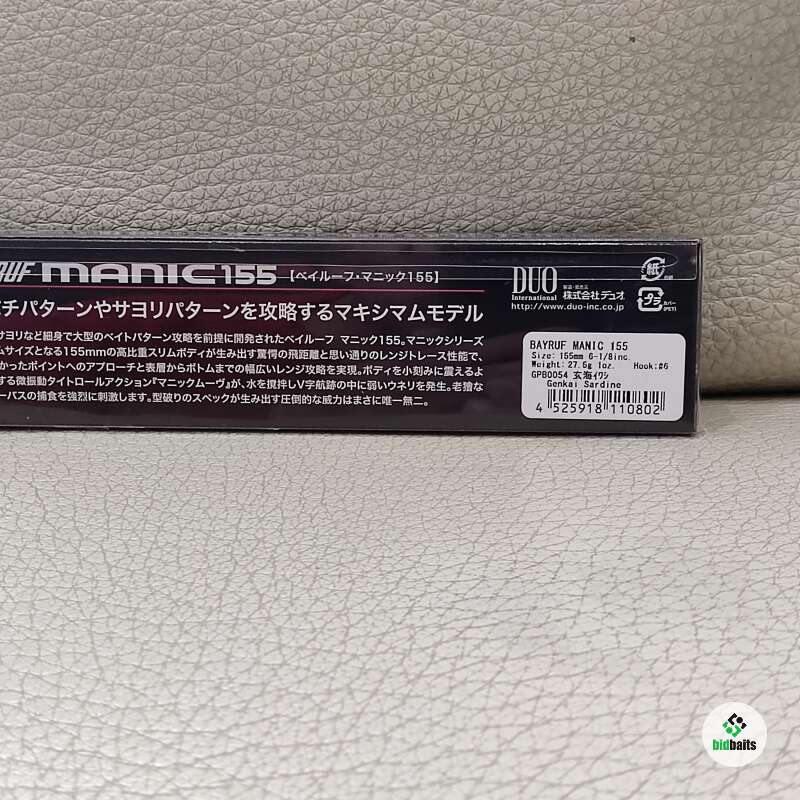 RUF MANIC155 【ベイルーフ・マニック155】
チパターンやサヨリパターンを攻略するマキシマムモデル
サヨリなど細身で大型のベイトパターン攻略を前提に開発されたベイルーフ マニック155。マニックシリーズ
ムサイズとなる155mmの高比重スリムボディが生み出す驚愕の飛距離と思い通りのレンジトレース性能で、
かったポイントへのアプローチと表層からボトムまでの幅広いレンジ攻略を実現。ボディを小刻みに震えるよ
する微振動タイトロールアクション『マニックムーヴ』が、水を撹拌しV字航跡の中に弱いウネリを発生。老獪な
ーバスの捕食を強烈に刺激します。型破りのスペックが生み出す圧倒的な威力はまさに唯一無二。
DUO
International
製造・販売元
株式会社デュオ
http://www.duo-inc.co.jp
紙
プラ
カバー
(PET)
BAYRUF MANIC 155
Size: 155mm 6-1/8inc.
Weight: 27.5g 1oz. Hook:#6
GPB0054 玄海イワシ
Genkai Sardine
4 525918 110802
bidbaits